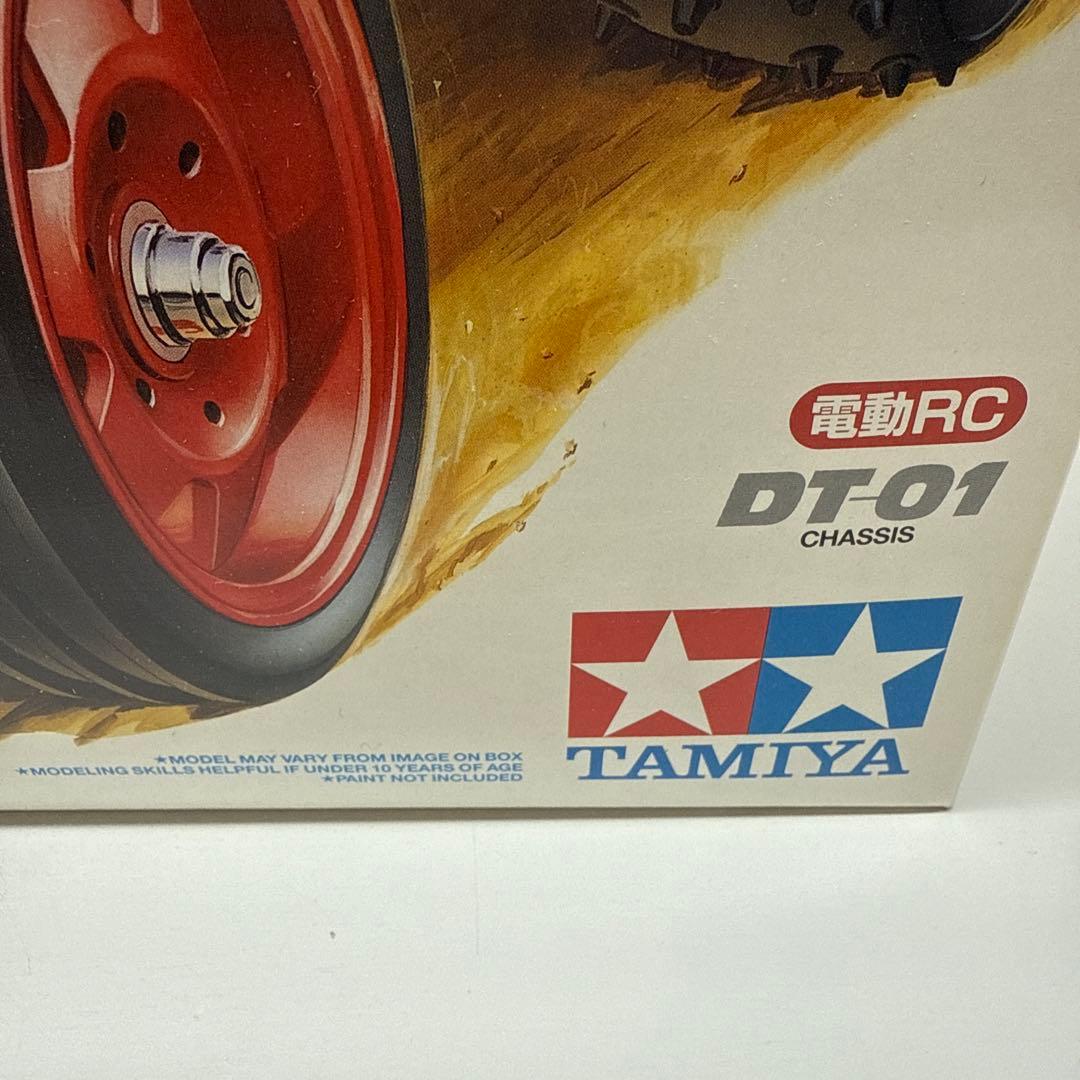 電動RC
DT-01
CHASSIS
TAMIYA
★MODEL MAY VARY FROM IMAGE ON BOX
★MODELING SKILLS HELPFUL IF UNDER 10 YEARS OF AGE
★PAINT NOT INCLUDED